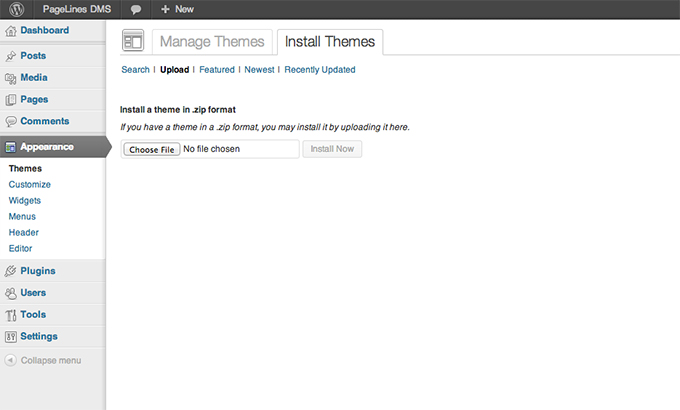 PageLines DMS + New
Dashboard
Posts
Media
Pages
Comments
Appearance
Themes
Customize
Widgets
Menus
Header
Editor
Plugins
Users
Tools
Settings
Collapse menu
Manage Themes Install Themes
Search | Upload | Featured | Newest | Recently Updated
Install a theme in .zip format
If you have a theme in a .zip format, you may install it by uploading it here.
Choose File No file chosen Install Now